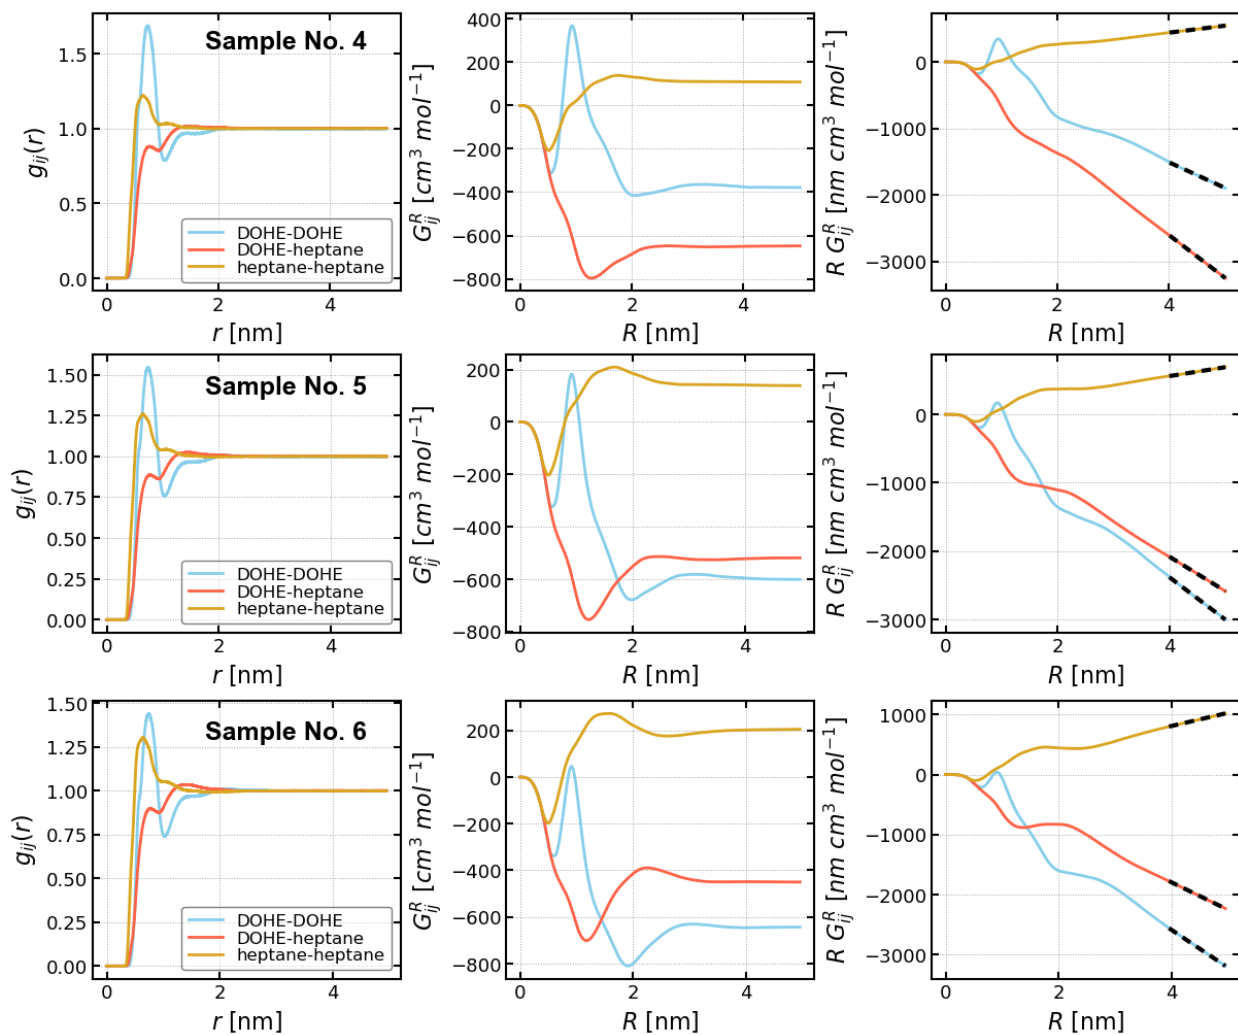 Sample No. 4
g_ij(r)
1.5
1.0
0.5
0.0
DOHE-DOHE
DOHE-heptane
heptane-heptane
0
2
4
r [nm]
G_ij^R [cm^3 mol^-1]
400
200
0
−200
−400
−600
−800
0
2
4
R [nm]
R G_ij^R [nm cm^3 mol^-1]
0
−1000
−2000
−3000
0
2
4
R [nm]
Sample No. 5
g_ij(r)
1.50
1.25
1.00
0.75
0.50
0.25
0.00
DOHE-DOHE
DOHE-heptane
heptane-heptane
0
2
4
r [nm]
G_ij^R [cm^3 mol^-1]
200
0
−200
−400
−600
−800
0
2
4
R [nm]
R G_ij^R [nm cm^3 mol^-1]
0
−1000
−2000
−3000
0
2
4
R [nm]
Sample No. 6
g_ij(r)
1.50
1.25
1.00
0.75
0.50
0.25
0.00
DOHE-DOHE
DOHE-heptane
heptane-heptane
0
2
4
r [nm]
G_ij^R [cm^3 mol^-1]
200
0
−200
−400
−600
−800
0
2
4
R [nm]
R G_ij^R [nm cm^3 mol^-1]
1000
0
−1000
−2000
−3000
0
2
4
R [nm]